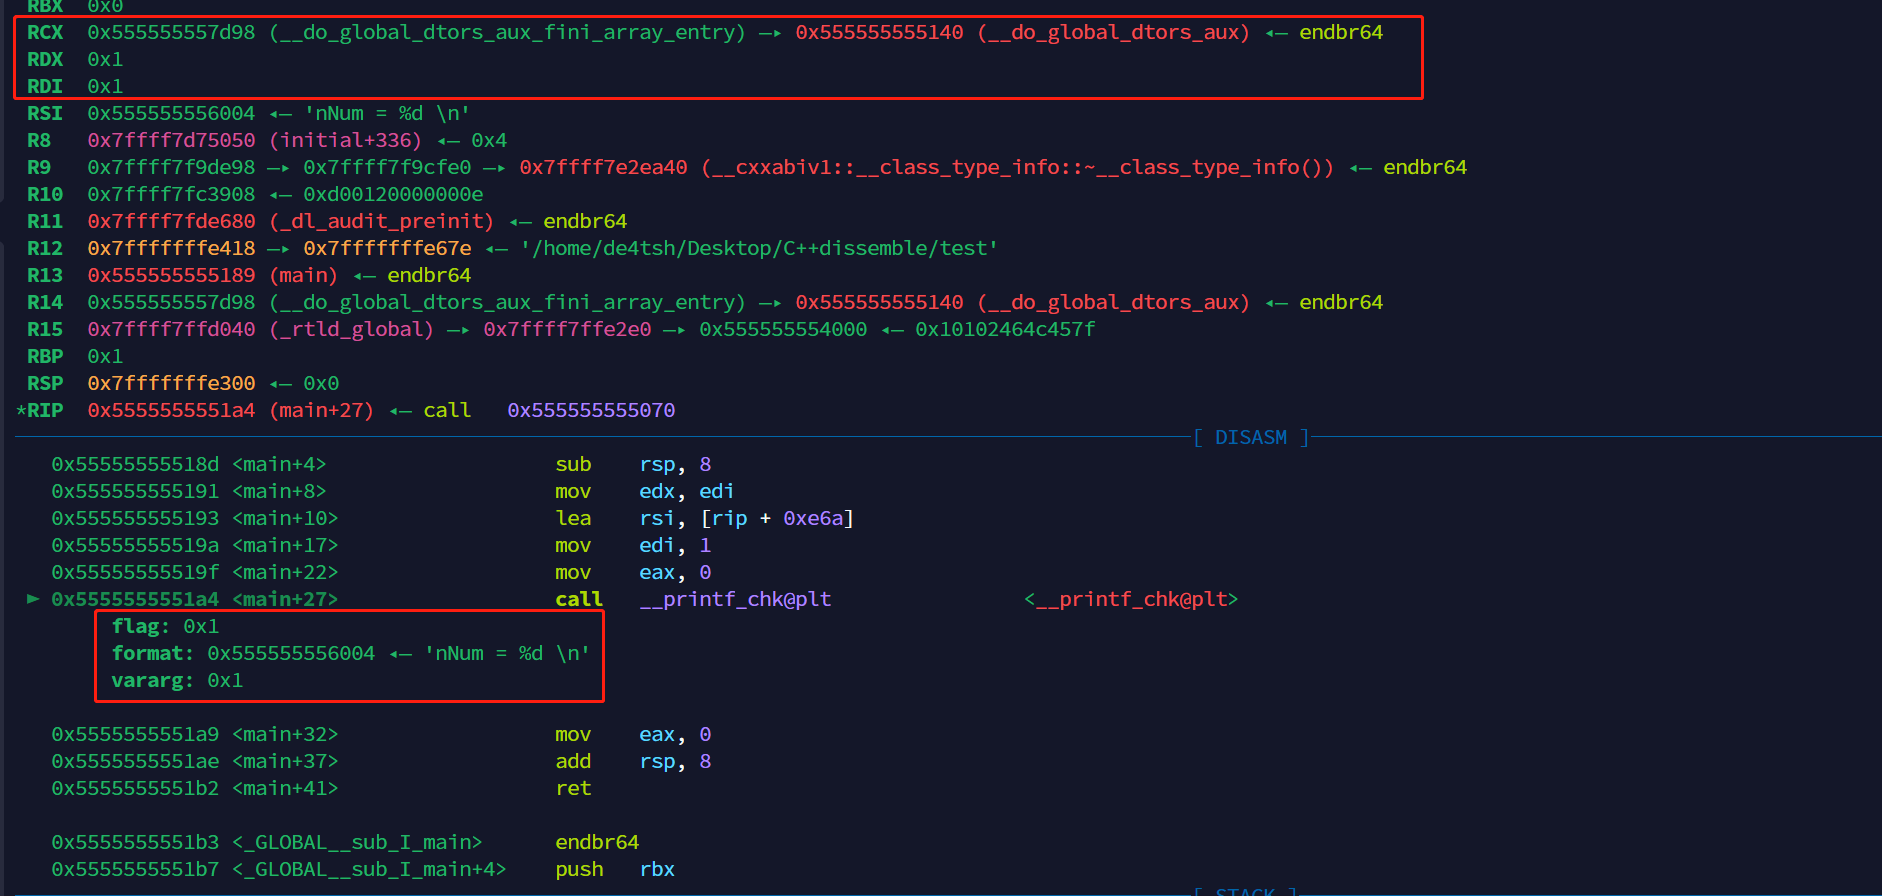 RBX  0x0
RCX  0x555555557d98 (__do_global_dtors_aux_fini_array_entry) —▸ 0x555555555140 (__do_global_dtors_aux) ◂— endbr64
RDX  0x1
RDI  0x1
RSI  0x555555556004 ◂— 'nNum = %d \n'
R8   0x7ffff7d75050 (initial+336) ◂— 0x4
R9   0x7ffff7f9de98 —▸ 0x7ffff7f9cfe0 —▸ 0x7ffff7e2ea40 (__cxxabiv1::__class_type_info::~__class_type_info()) ◂— endbr64
R10  0x7ffff7fc3908 ◂— 0xd00120000000e
R11  0x7ffff7fde680 (_dl_audit_preinit) ◂— endbr64
R12  0x7fffffffe418 —▸ 0x7fffffffe67e ◂— '/home/de4tsh/Desktop/C++dissemble/test'
R13  0x555555555189 (main) ◂— endbr64
R14  0x555555557d98 (__do_global_dtors_aux_fini_array_entry) —▸ 0x555555555140 (__do_global_dtors_aux) ◂— endbr64
R15  0x7ffff7ffd040 (_rtld_global) —▸ 0x7ffff7ffe2e0 —▸ 0x555555554000 ◂— 0x10102464c457f
RBP  0x1
RSP  0x7fffffffe300 ◂— 0x0
*RIP  0x5555555551a4 (main+27) ◂— call   0x555555555070
[ DISASM ]
0x55555555518d <main+4>    sub    rsp, 8
0x555555555191 <main+8>    mov    edx, edi
0x555555555193 <main+10>    lea    rsi, [rip + 0xe6a]
0x55555555519a <main+17>    mov    edi, 1
0x55555555519f <main+22>    mov    eax, 0
► 0x5555555551a4 <main+27>    call   __printf_chk@plt    <__printf_chk@plt>
flag: 0x1
format: 0x555555556004 ◂— 'nNum = %d \n'
vararg: 0x1
0x5555555551a9 <main+32>    mov    eax, 0
0x5555555551ae <main+37>    add    rsp, 8
0x5555555551b2 <main+41>    ret
0x5555555551b3 <_GLOBAL__sub_I_main>    endbr64
0x5555555551b7 <_GLOBAL__sub_I_main+4>    push   rbx
[ STACK ]